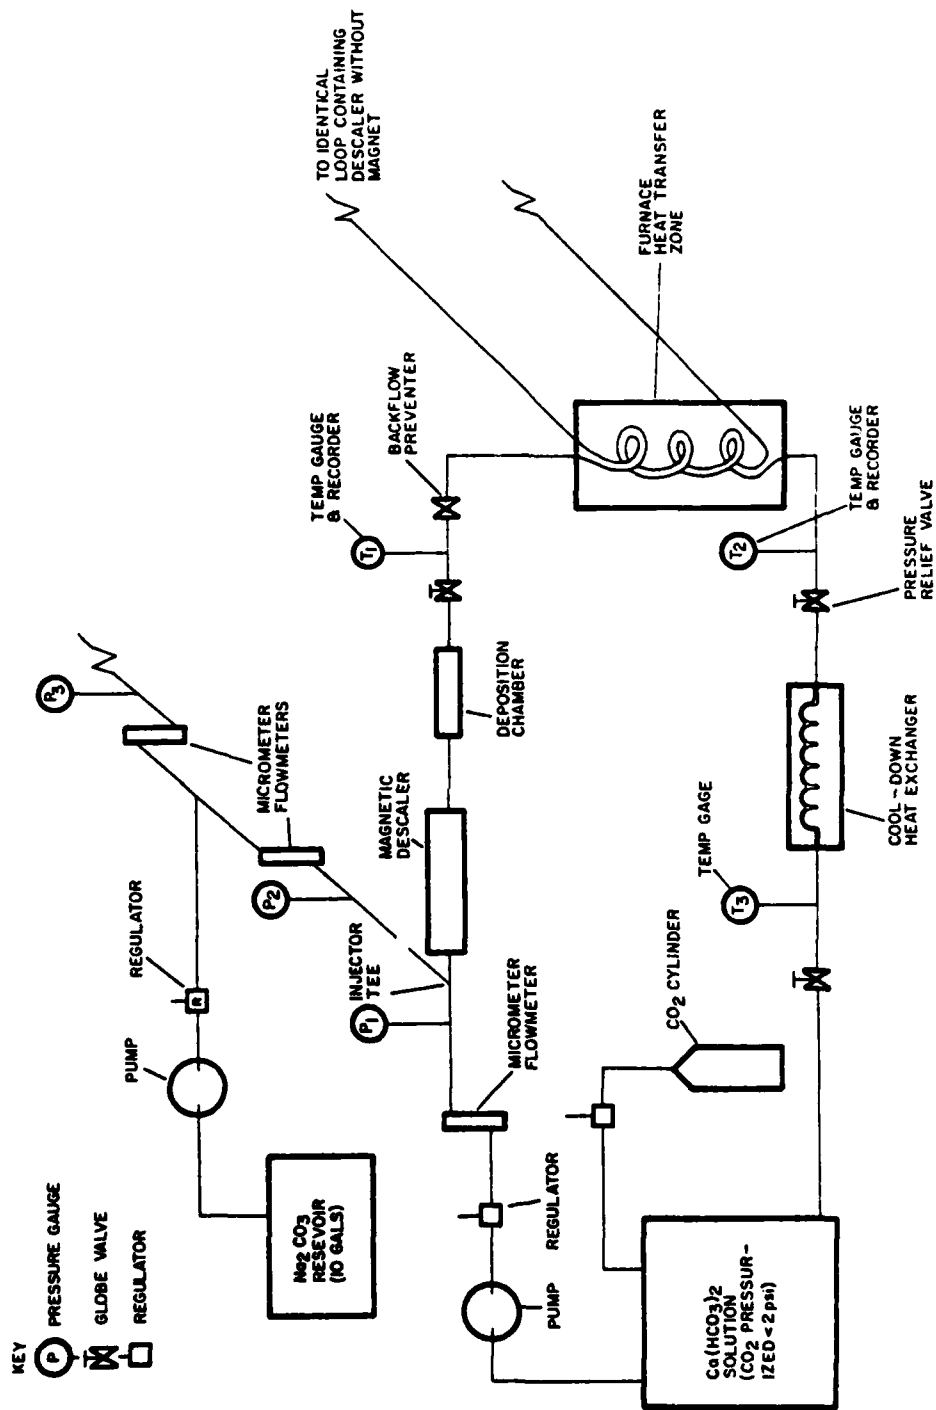 KEY
P
PRESSURE GAUGE
GLOBE VALVE
REGULATOR
Na2 CO3
RESEVOIR
(10 GALS)
PUMP
REGULATOR
R
P3
MICROMETER
FLOWMETERS
P2
TO IDENTICAL
LOOP CONTAINING
DESCALER WITHOUT
MAGNET
P1
INJECTOR
TEE
MAGNETIC
DESCALER
DEPOSITION
CHAMBER
TEMP GAUGE
& RECORDER
T1
BACKFLOW
PREVENTER
MICROMETER
FLOWMETER
REGULATOR
PUMP
Ca(HCO3)2
SOLUTION
(CO2 PRESSUR-
IZED < 2 psi)
CO2 CYLINDER
TEMP GAGE
T3
COOL-DOWN
HEAT EXCHANGER
T2
TEMP GAUGE
& RECORDER
PRESSURE
RELIEF VALVE
FURNACE
HEAT TRANSFER
ZONE